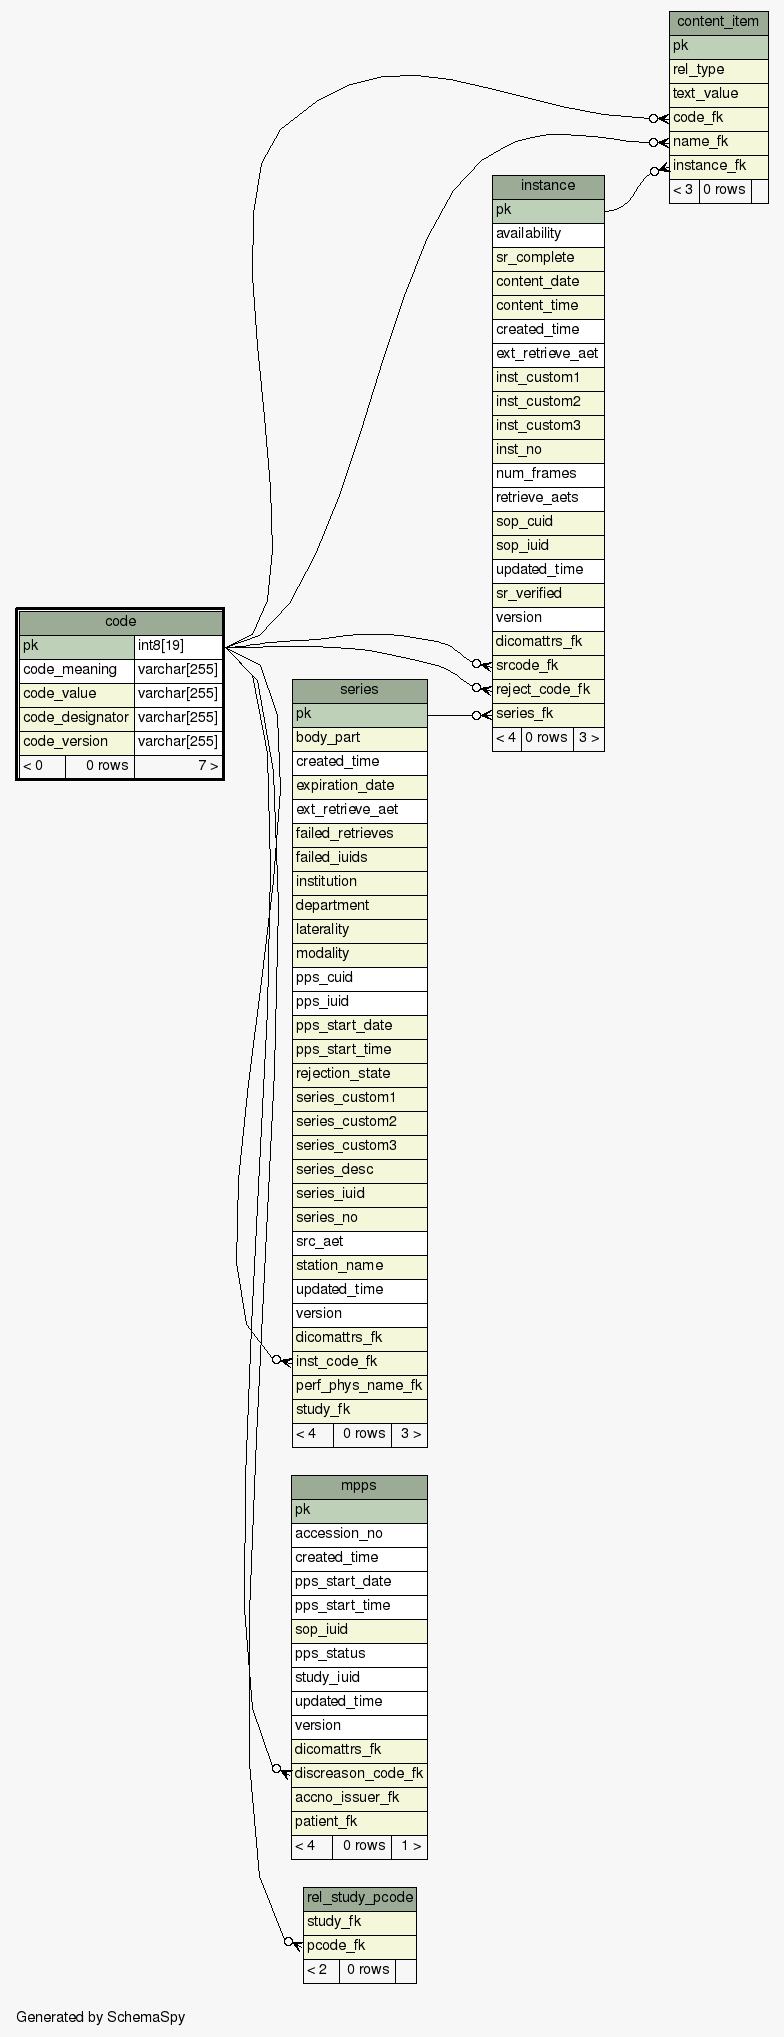 content_item
pk
rel_type
text_value
code_fk
name_fk
instance_fk
< 3 0 rows
instance
pk
availability
sr_complete
content_date
content_time
created_time
ext_retrieve_aet
inst_custom1
inst_custom2
inst_custom3
inst_no
num_frames
retrieve_aets
sop_cuid
sop_iuid
updated_time
sr_verified
version
dicomattrs_fk
srcode_fk
reject_code_fk
series_fk
< 4 0 rows 3 >
code
pk int8[19]
code_meaning varchar[255]
code_value varchar[255]
code_designator varchar[255]
code_version varchar[255]
< 0 0 rows 7 >
series
pk
body_part
created_time
expiration_date
ext_retrieve_aet
failed_retrieves
failed_iuids
institution
department
laterality
modality
pps_cuid
pps_iuid
pps_start_date
pps_start_time
rejection_state
series_custom1
series_custom2
series_custom3
series_desc
series_iuid
series_no
src_aet
station_name
updated_time
version
dicomattrs_fk
inst_code_fk
perf_phys_name_fk
study_fk
< 4 0 rows 3 >
mpps
pk
accession_no
created_time
pps_start_date
pps_start_time
sop_iuid
pps_status
study_iuid
updated_time
version
dicomattrs_fk
discreason_code_fk
accno_issuer_fk
patient_fk
< 4 0 rows 1 >
rel_study_pcode
study_fk
pcode_fk
< 2 0 rows
Generated by SchemaSpy